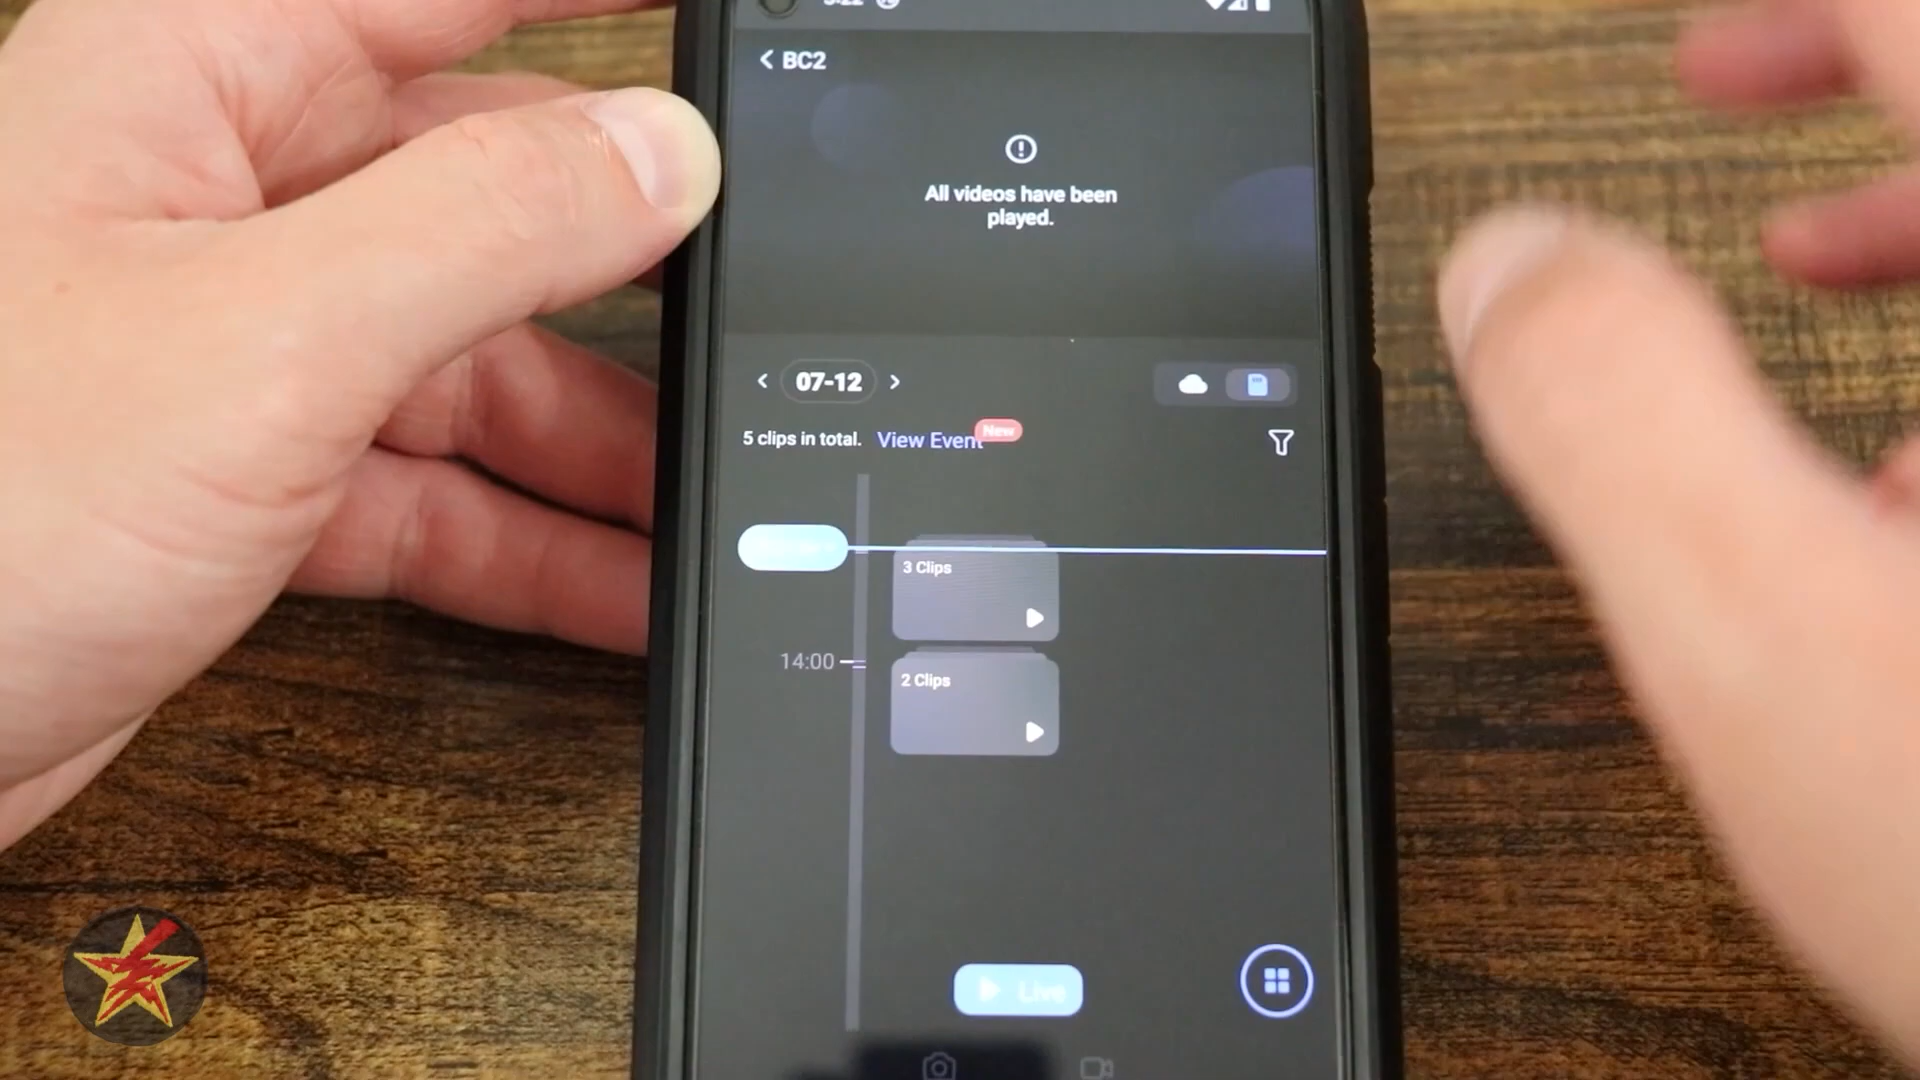 BC2
All videos have been
played.
07-12
5 clips in total. View Event
New
3 Clips
14:00
2 Clips
Live